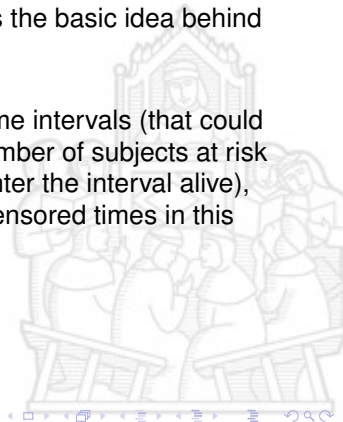 s the basic idea behind
me intervals (that could
mber of subjects at risk
nter the interval alive),
ensored times in this